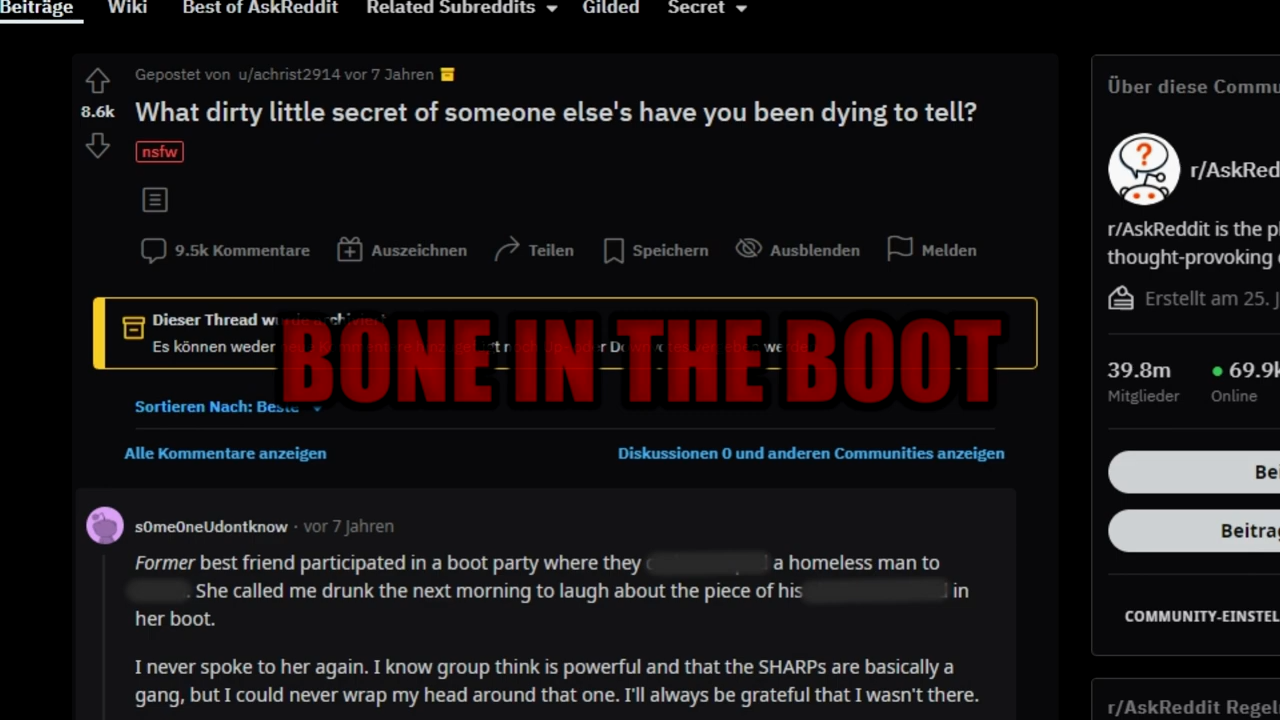 Beiträge Wiki Best of AskReddit Related Subreddits Gilded Secret
Gepostet von u/achrist2914 vor 7 Jahren
8.6k
What dirty little secret of someone else's have you been dying to tell?
nsfw
9.5k Kommentare Auszeichnen Teilen Speichern Ausblenden Melden
Dieser Thread wurde archiviert
Es können weder
BONE IN THE BOOT
Sortieren Nach: Beste
Alle Kommentare anzeigen
Diskussionen 0 und anderen Communities anzeigen
s0me0neUdontknow · vor 7 Jahren
Former best friend participated in a boot party where they a homeless man to
. She called me drunk the next morning to laugh about the piece of his in
her boot.
I never spoke to her again. I know group think is powerful and that the SHARPs are basically a
gang, but I could never wrap my head around that one. I'll always be grateful that I wasn't there.
Über diese Commu
r/AskRed
r/AskReddit is the p
thought-provoking
Erstellt am 25. J
39.8m 69.9k
Mitglieder Online
Be
Beitrag
COMMUNITY-EINSTEL
r/AskReddit Regel